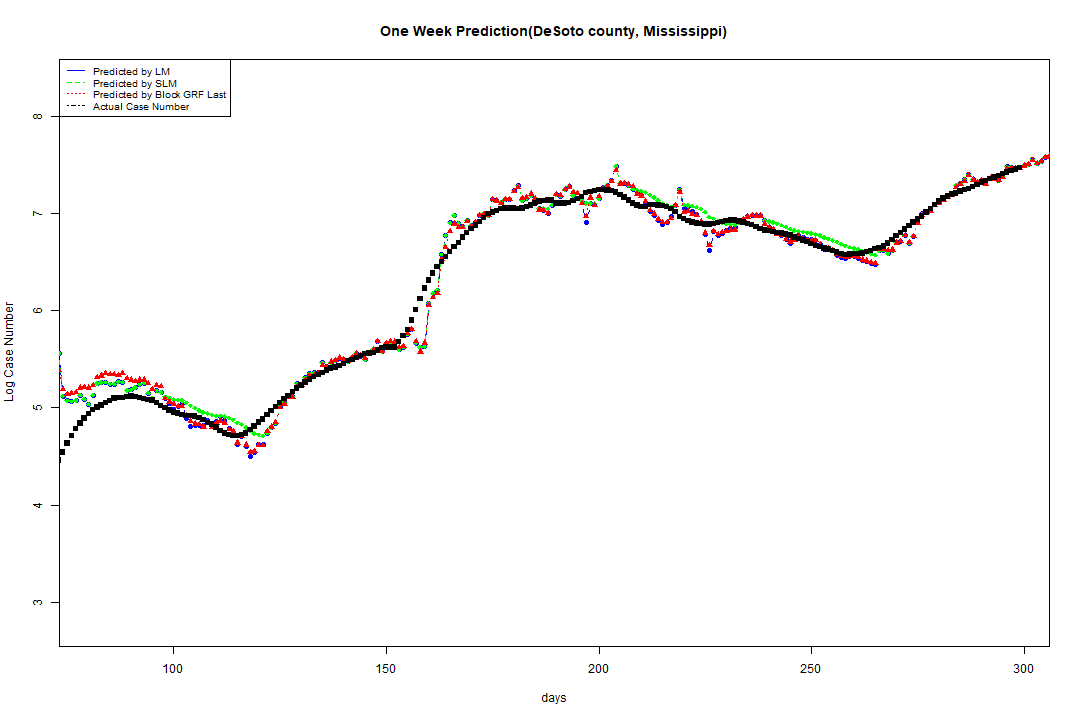 One Week Prediction(DeSoto county, Mississippi)
Predicted by LM
Predicted by SLM
Predicted by Block GRF Last
Actual Case Number
8
7
6
5
4
3
Log Case Number
100 150 200 250 300
days